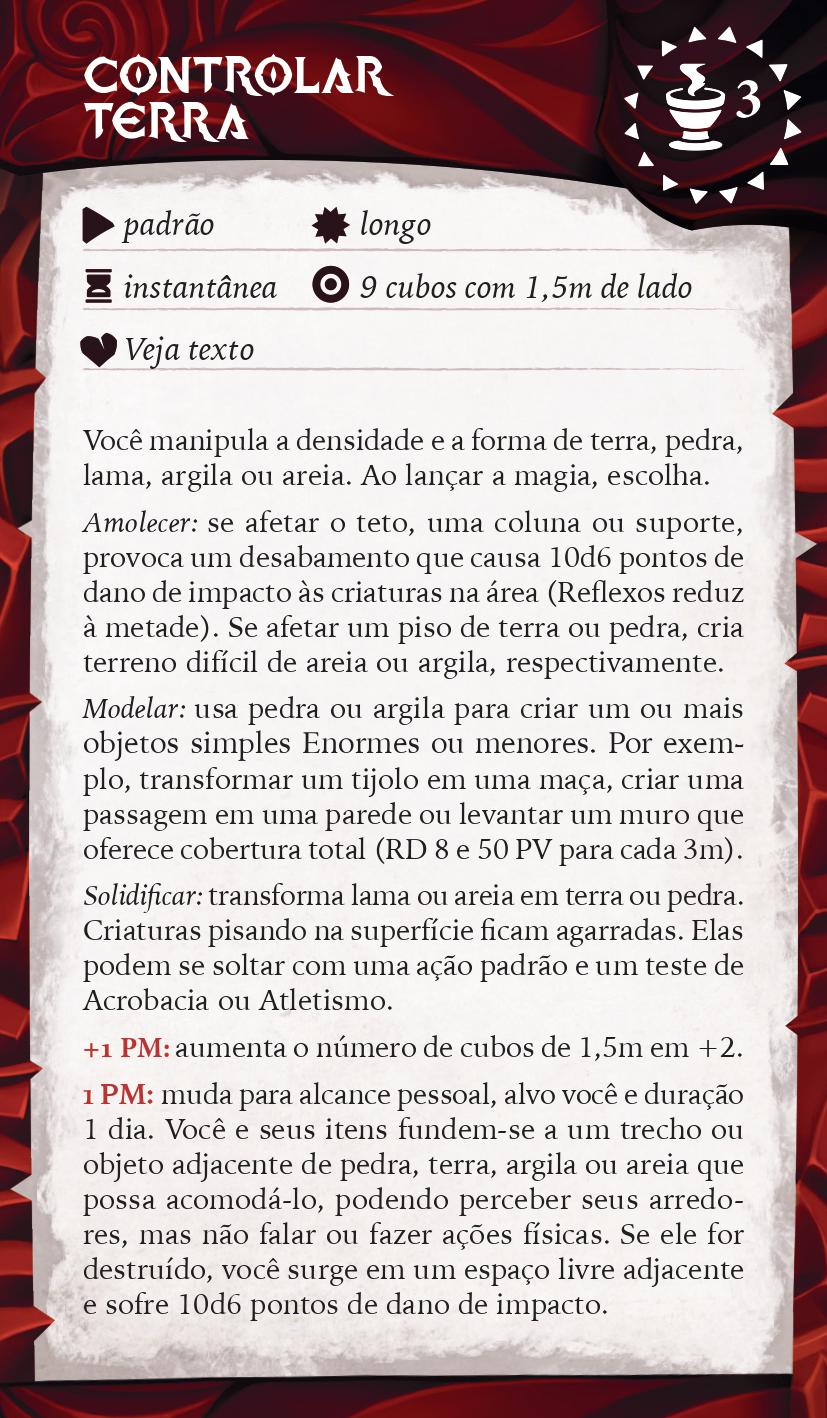 CONTROLAR
TERRA
3
padrão
longo
instantânea
9 cubos com 1,5m de lado
Veja texto
Você manipula a densidade e a forma de terra, pedra,
lama, argila ou areia. Ao lançar a magia, escolha.
Amolecer: se afetar o teto, uma coluna ou suporte,
provoca um desabamento que causa 10d6 pontos de
dano de impacto às criaturas na área (Reflexos reduz
à metade). Se afetar um piso de terra ou pedra, cria
terreno difícil de areia ou argila, respectivamente.
Modelar: usa pedra ou argila para criar um ou mais
objetos simples Enormes ou menores. Por exem-
plo, transformar um tijolo em uma maça, criar uma
passagem em uma parede ou levantar um muro que
oferece cobertura total (RD 8 e 50 PV para cada 3m).
Solidificar: transforma lama ou areia em terra ou pedra.
Criaturas pisando na superfície ficam agarradas. Elas
podem se soltar com uma ação padrão e um teste de
Acrobacia ou Atletismo.
+1 PM: aumenta o número de cubos de 1,5m em +2.
1 PM: muda para alcance pessoal, alvo você e duração
1 dia. Você e seus itens fundem-se a um trecho ou
objeto adjacente de pedra, terra, argila ou areia que
possa acomodá-lo, podendo perceber seus arredo-
res, mas não falar ou fazer ações físicas. Se ele for
destruído, você surge em um espaço livre adjacente
e sofre 10d6 pontos de dano de impacto.